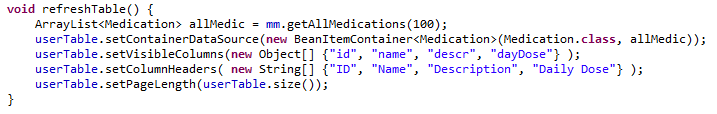 void refreshTable() {
    ArrayList<Medication> allMedic = mm.getAllMedications(100);
    userTable.setContainerDataSource(new BeanItemContainer<Medication>(Medication.class, allMedic));
    userTable.setVisibleColumns(new Object[] {"id", "name", "descr", "dayDose"} );
    userTable.setColumnHeaders( new String[] {"ID", "Name", "Description", "Daily Dose"} );
    userTable.setPageLength(userTable.size());
}